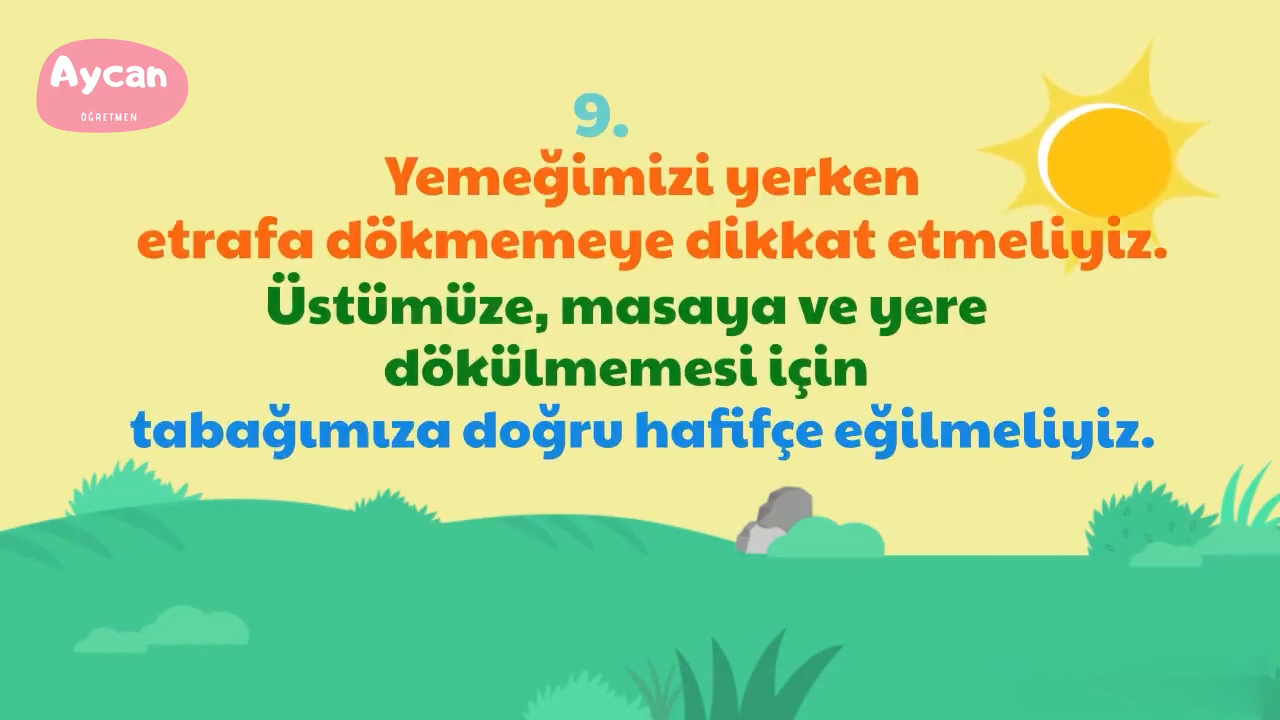 Aycan
ÖĞRETMEN
9.
Yemeğimizi yerken
etrafa dökmemeye dikkat etmeliyiz.
Üstümüze, masaya ve yere
dökülmemesi için
tabağımıza doğru hafifçe eğilmeliyiz.